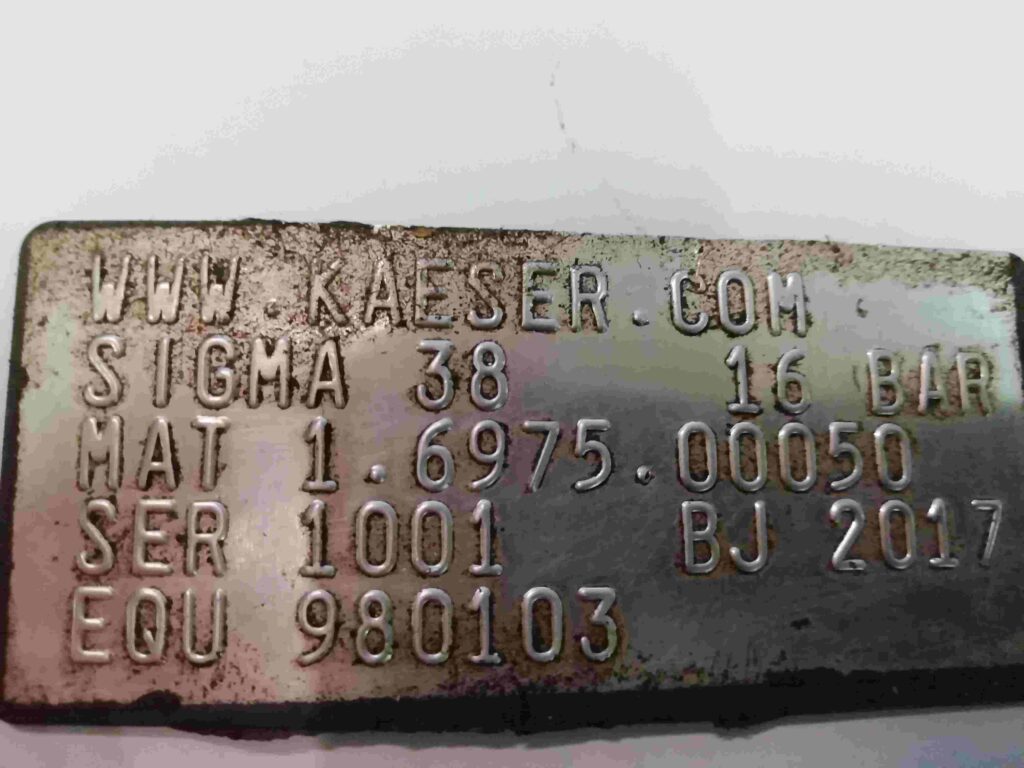 WWW.KAESER.COM
SIGMA 38 16 BAR
MAT 1.6975.00050
SER 1001 BJ 2017
EQU 980103